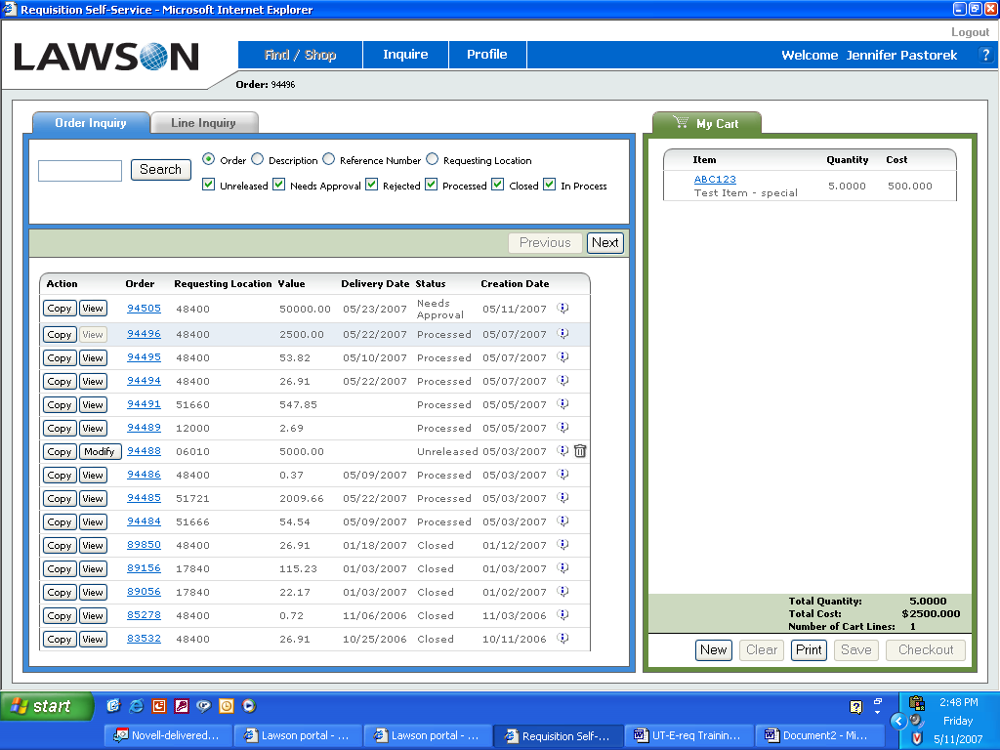 Requisition Self-Service - Microsoft Internet Explorer
Logout
LAWSON
Find / Shop Inquire Profile
Welcome Jennifer Pastorek ?
Order: 94496
Order Inquiry Line Inquiry
My Cart
Search
Order Description Reference Number Requesting Location
Unreleased Needs Approval Rejected Processed Closed In Process
Item Quantity Cost
ABC123 5.0000 500.000
Test Item - special
Previous Next
Action Order Requesting Location Value Delivery Date Status Creation Date
Copy View 94505 48400 50000.00 05/23/2007 Needs Approval 05/11/2007
Copy View 94496 48400 2500.00 05/22/2007 Processed 05/07/2007
Copy View 94495 48400 53.82 05/10/2007 Processed 05/07/2007
Copy View 94494 48400 26.91 05/22/2007 Processed 05/07/2007
Copy View 94491 51660 547.85 Processed 05/05/2007
Copy View 94489 12000 2.69 Processed 05/05/2007
Copy Modify 94488 06010 5000.00 Unreleased 05/03/2007
Copy View 94486 48400 0.37 05/09/2007 Processed 05/03/2007
Copy View 94485 51721 2009.66 05/22/2007 Processed 05/03/2007
Copy View 94484 51666 54.54 05/09/2007 Processed 05/03/2007
Copy View 89850 48400 26.91 01/18/2007 Closed 01/12/2007
Copy View 89156 17840 115.23 01/03/2007 Closed 01/03/2007
Copy View 89056 17840 22.17 01/03/2007 Closed 01/02/2007
Copy View 85278 48400 0.72 11/06/2006 Closed 11/03/2006
Copy View 83532 48400 26.91 10/25/2006 Closed 10/11/2006
Total Quantity: 5.0000
Total Cost: $2500.000
Number of Cart Lines: 1
New Clear Print Save Checkout
start
2:48 PM
Friday
5/11/2007
Novell-delivered... Lawson portal - ... Lawson portal - ... Requisition Self-... UT-E-req Trainin... Document2 - Mi...